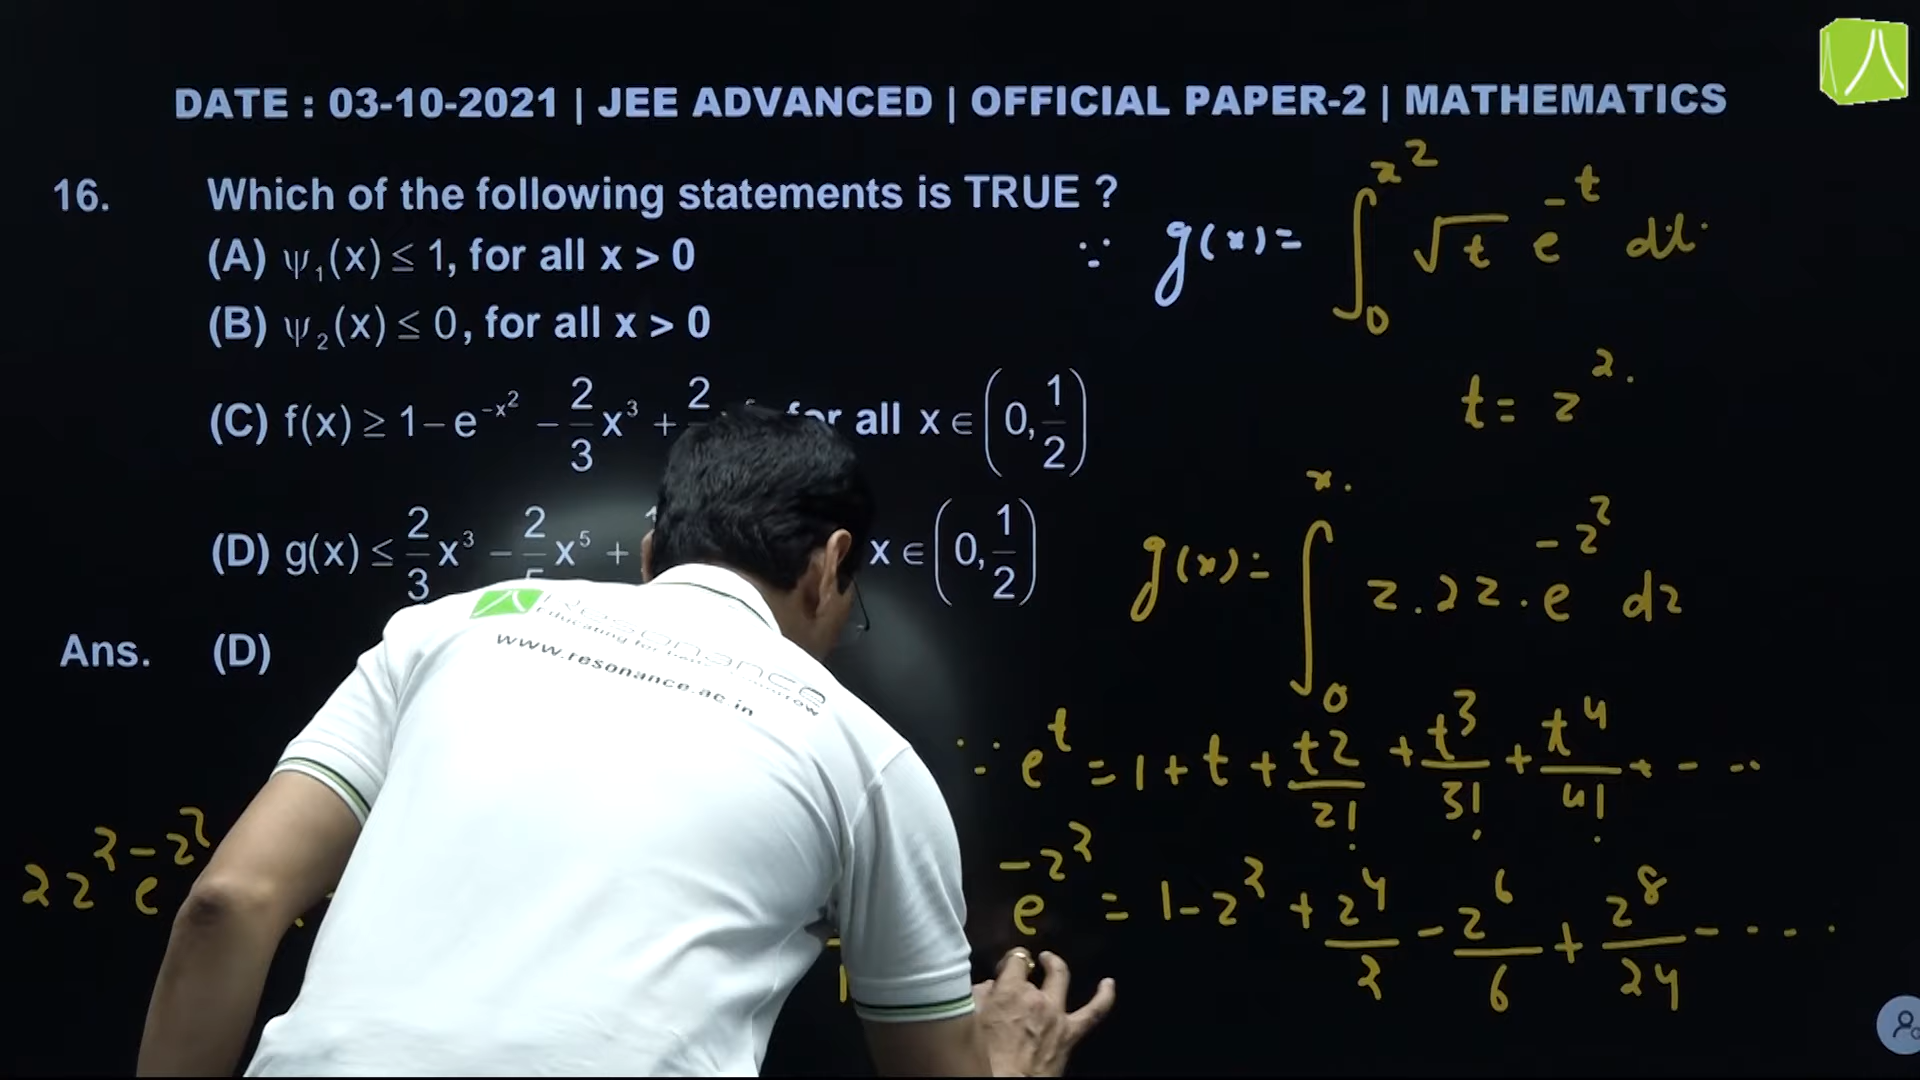 DATE : 03-10-2021 | JEE ADVANCED | OFFICIAL PAPER-2 | MATHEMATICS
16. Which of the following statements is TRUE ?
(A) ψ₁(x) ≤ 1, for all x > 0
(B) ψ₂(x) ≤ 0, for all x > 0
(C) f(x) ≥ 1 – e^(-x²) – 2/3 x³ + 2/ for all x ∈ (0, 1/2)
(D) g(x) ≤ 2/3 x³ – 2/5 x⁵ + 1 x ∈ (0, 1/2)
Ans. (D)
∵ g(x) = ∫₀^(x²) √t e^(-t) dt.
t = z².
g(x) = ∫₀^x z.2z.e^(-z²) dz
∵ e^t = 1 + t + t2/2! + t³/3! + t⁴/4! + - - -
e^(-z²) = 1 - z² + z⁴/2 - z⁶/6 + z⁸/24 - - - - -
2z² e^(-z²)
Resonance
www.resonance.ac.in